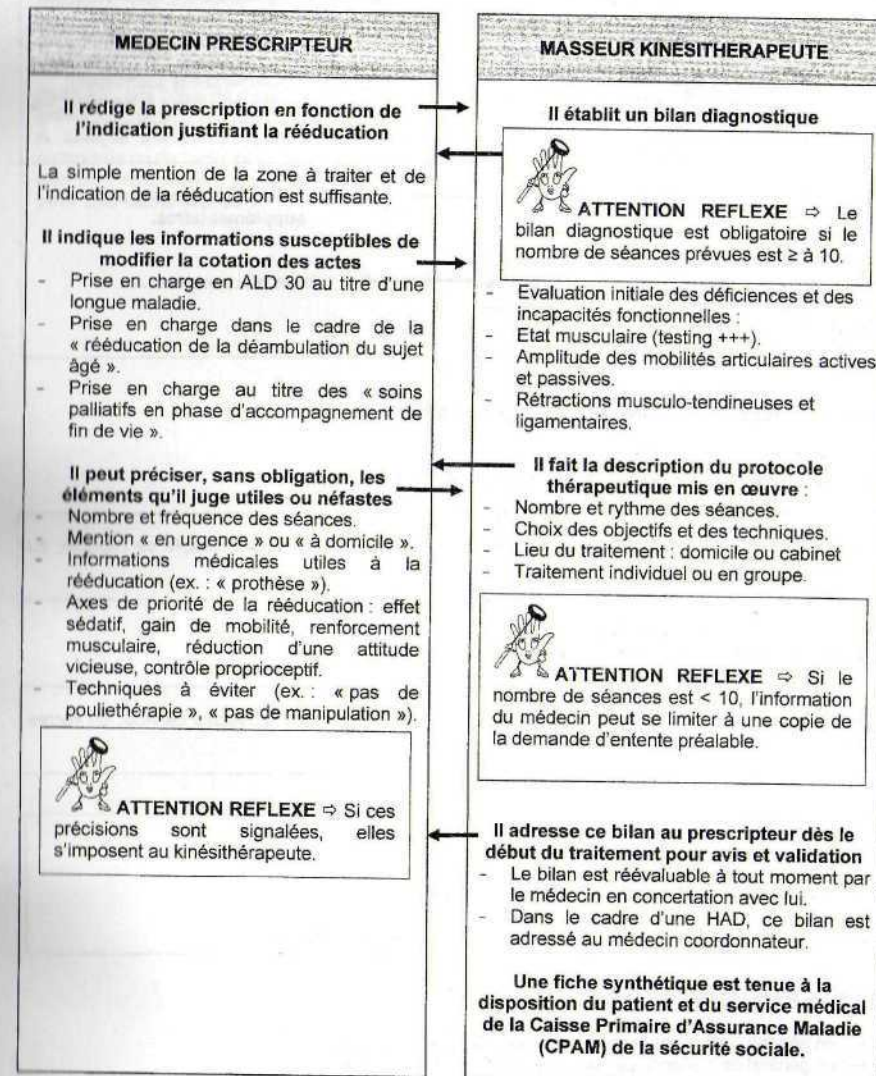 MEDECIN PRESCRIPTEUR
Il rédige la prescription en fonction de
l'indication justifiant la rééducation
La simple mention de la zone à traiter et de
l'indication de la rééducation est suffisante.
Il indique les informations susceptibles de
modifier la cotation des actes
- Prise en charge en ALD 30 au titre d'une
longue maladie.
- Prise en charge dans le cadre de la
« rééducation de la déambulation du sujet
âgé ».
- Prise en charge au titre des « soins
palliatifs en phase d'accompagnement de
fin de vie ».
Il peut préciser, sans obligation, les
éléments qu'il juge utiles ou néfastes
- Nombre et fréquence des séances.
- Mention « en urgence » ou « à domicile ».
- Informations médicales utiles à la
rééducation (ex. : « prothèse »).
- Axes de priorité de la rééducation : effet
sédatif, gain de mobilité, renforcement
musculaire, réduction d'une attitude
vicieuse, contrôle proprioceptif.
- Techniques à éviter (ex. : « pas de
pouliethérapie », « pas de manipulation »).
ATTENTION REFLEXE ⇨ Si ces
précisions sont signalées, elles
s'imposent au kinésithérapeute.
MASSEUR KINESITHERAPEUTE
Il établit un bilan diagnostique
ATTENTION REFLEXE ⇨ Le
bilan diagnostique est obligatoire si le
nombre de séances prévues est ≥ à 10.
- Evaluation initiale des déficiences et des
incapacités fonctionnelles :
- Etat musculaire (testing +++).
- Amplitude des mobilités articulaires actives
et passives.
- Rétractions musculo-tendineuses et
ligamentaires.
Il fait la description du protocole
thérapeutique mis en œuvre :
- Nombre et rythme des séances.
- Choix des objectifs et des techniques.
- Lieu du traitement : domicile ou cabinet
- Traitement individuel ou en groupe.
ATTENTION REFLEXE ⇨ Si le
nombre de séances est < 10, l'information
du médecin peut se limiter à une copie de
la demande d'entente préalable.
Il adresse ce bilan au prescripteur dès le
début du traitement pour avis et validation
- Le bilan est réévaluable à tout moment par
le médecin en concertation avec lui.
- Dans le cadre d'une HAD, ce bilan est
adressé au médecin coordonnateur.
Une fiche synthétique est tenue à la
disposition du patient et du service médical
de la Caisse Primaire d'Assurance Maladie
(CPAM) de la sécurité sociale.